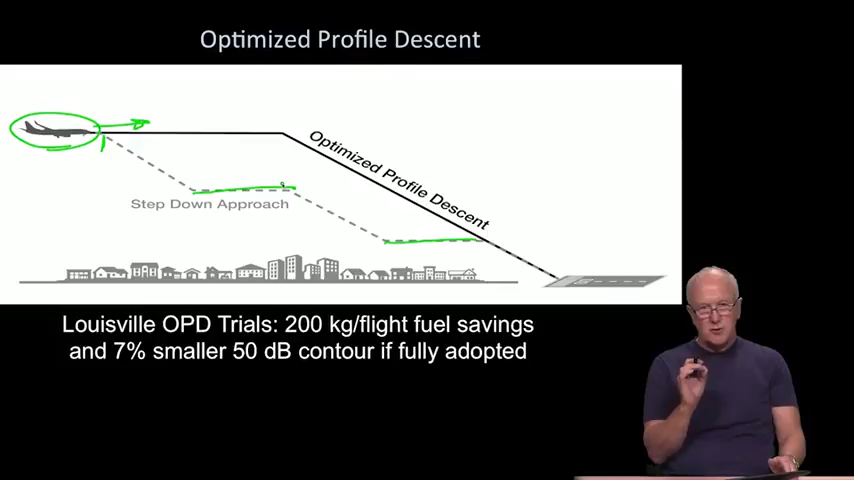 Optimized Profile Descent
Optimized Profile Descent
Step Down Approach
Louisville OPD Trials: 200 kg/flight fuel savings
and 7% smaller 50 dB contour if fully adopted